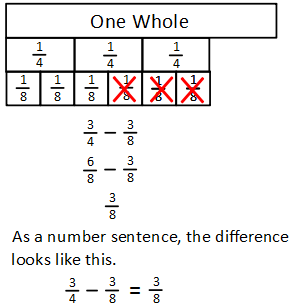 One Whole
1/4 1/4 1/4
1/8 1/8 1/8 1/8 1/8 1/8
3/4 − 3/8
6/8 − 3/8
3/8
As a number sentence, the difference
looks like this.
3/4 − 3/8 = 3/8